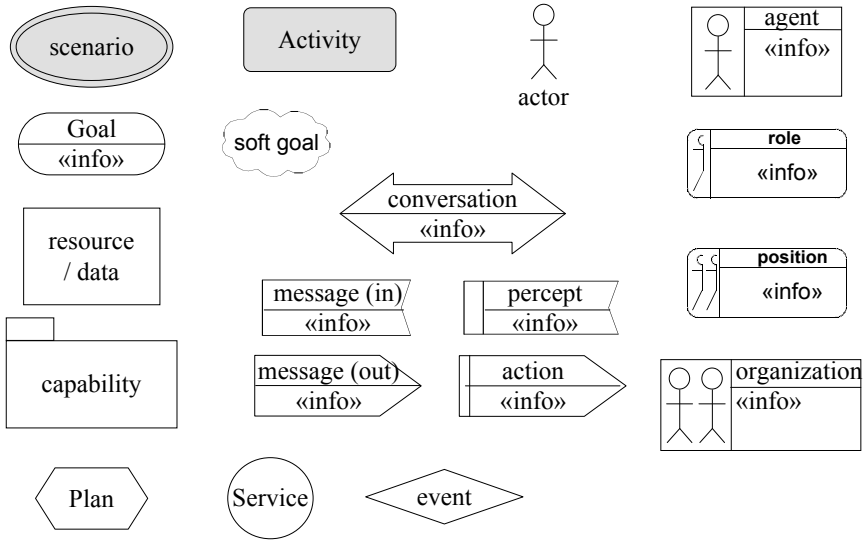 scenario
Activity
actor
agent
«info»
Goal
«info»
soft goal
role
«info»
conversation
«info»
resource
/ data
position
«info»
message (in)
«info»
percept
«info»
capability
message (out)
«info»
action
«info»
organization
«info»
Plan
Service
event